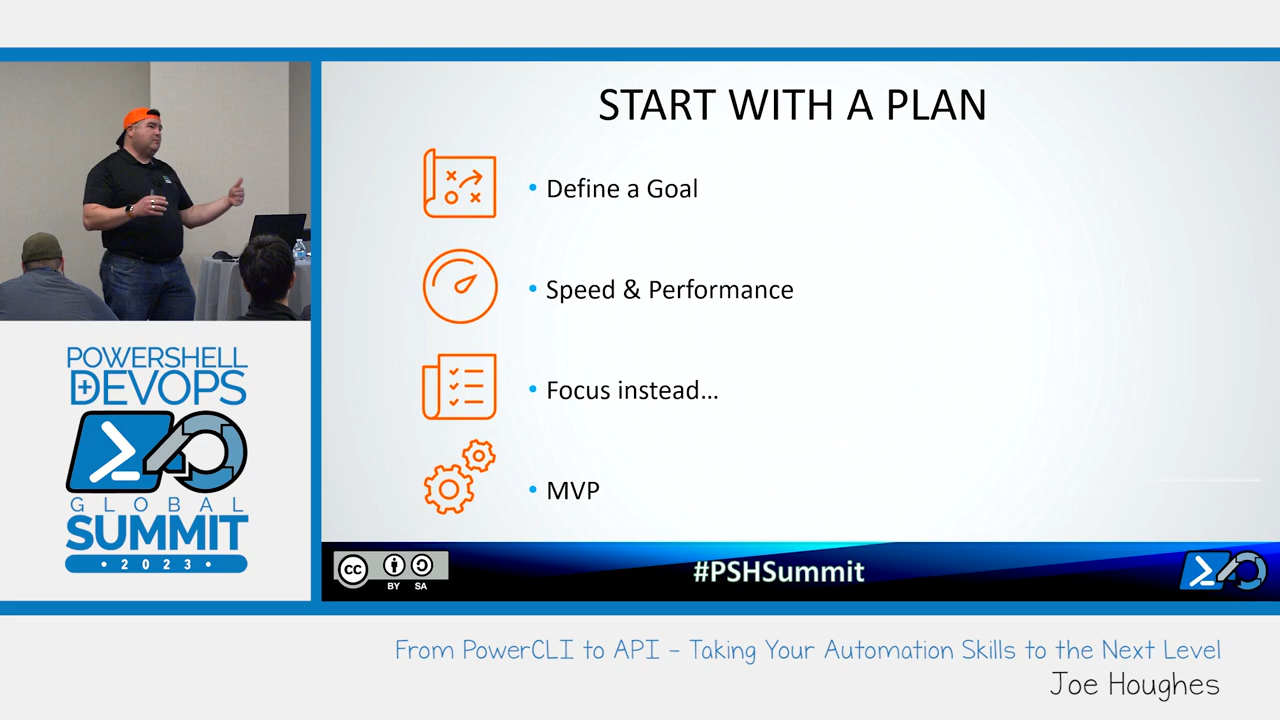 START WITH A PLAN
• Define a Goal
• Speed & Performance
• Focus instead...
• MVP
POWERSHELL
+DEVOPS
GLOBAL
SUMMIT
• 2023 •
cc
BY SA
#PSHSummit
From PowerCLI to API - Taking Your Automation Skills to the Next Level
Joe Houghes